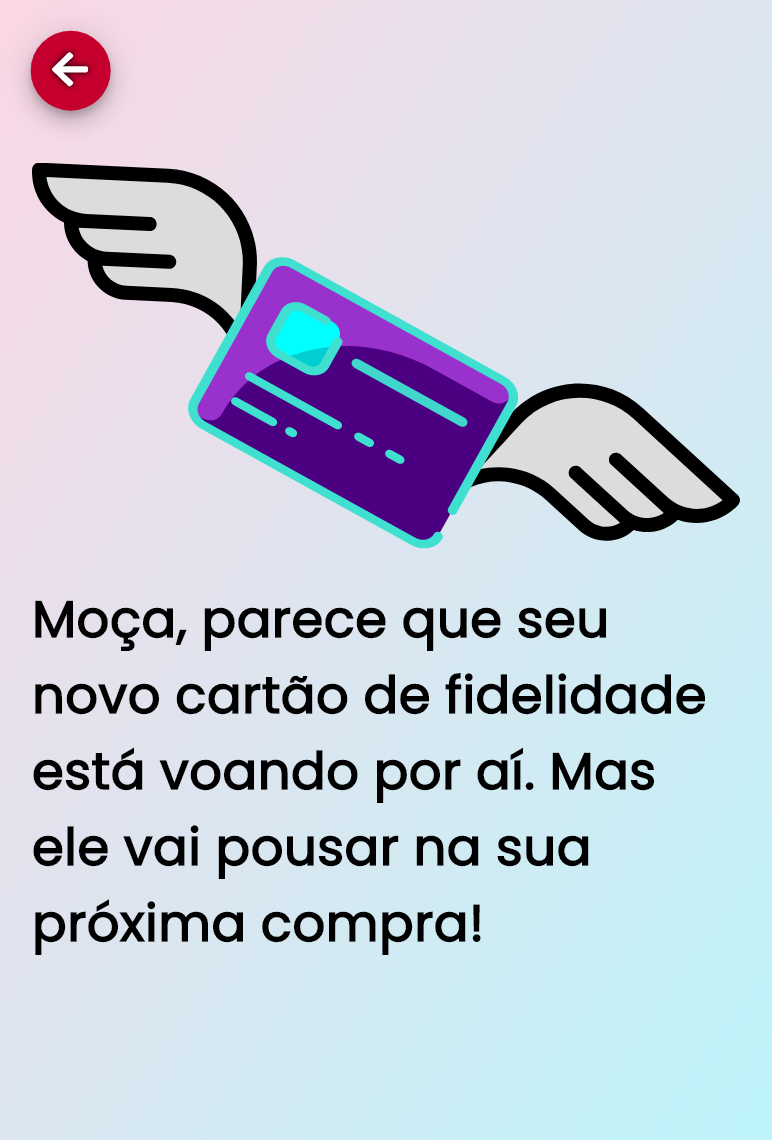 Moça, parece que seu
novo cartão de fidelidade
está voando por aí. Mas
ele vai pousar na sua
próxima compra!